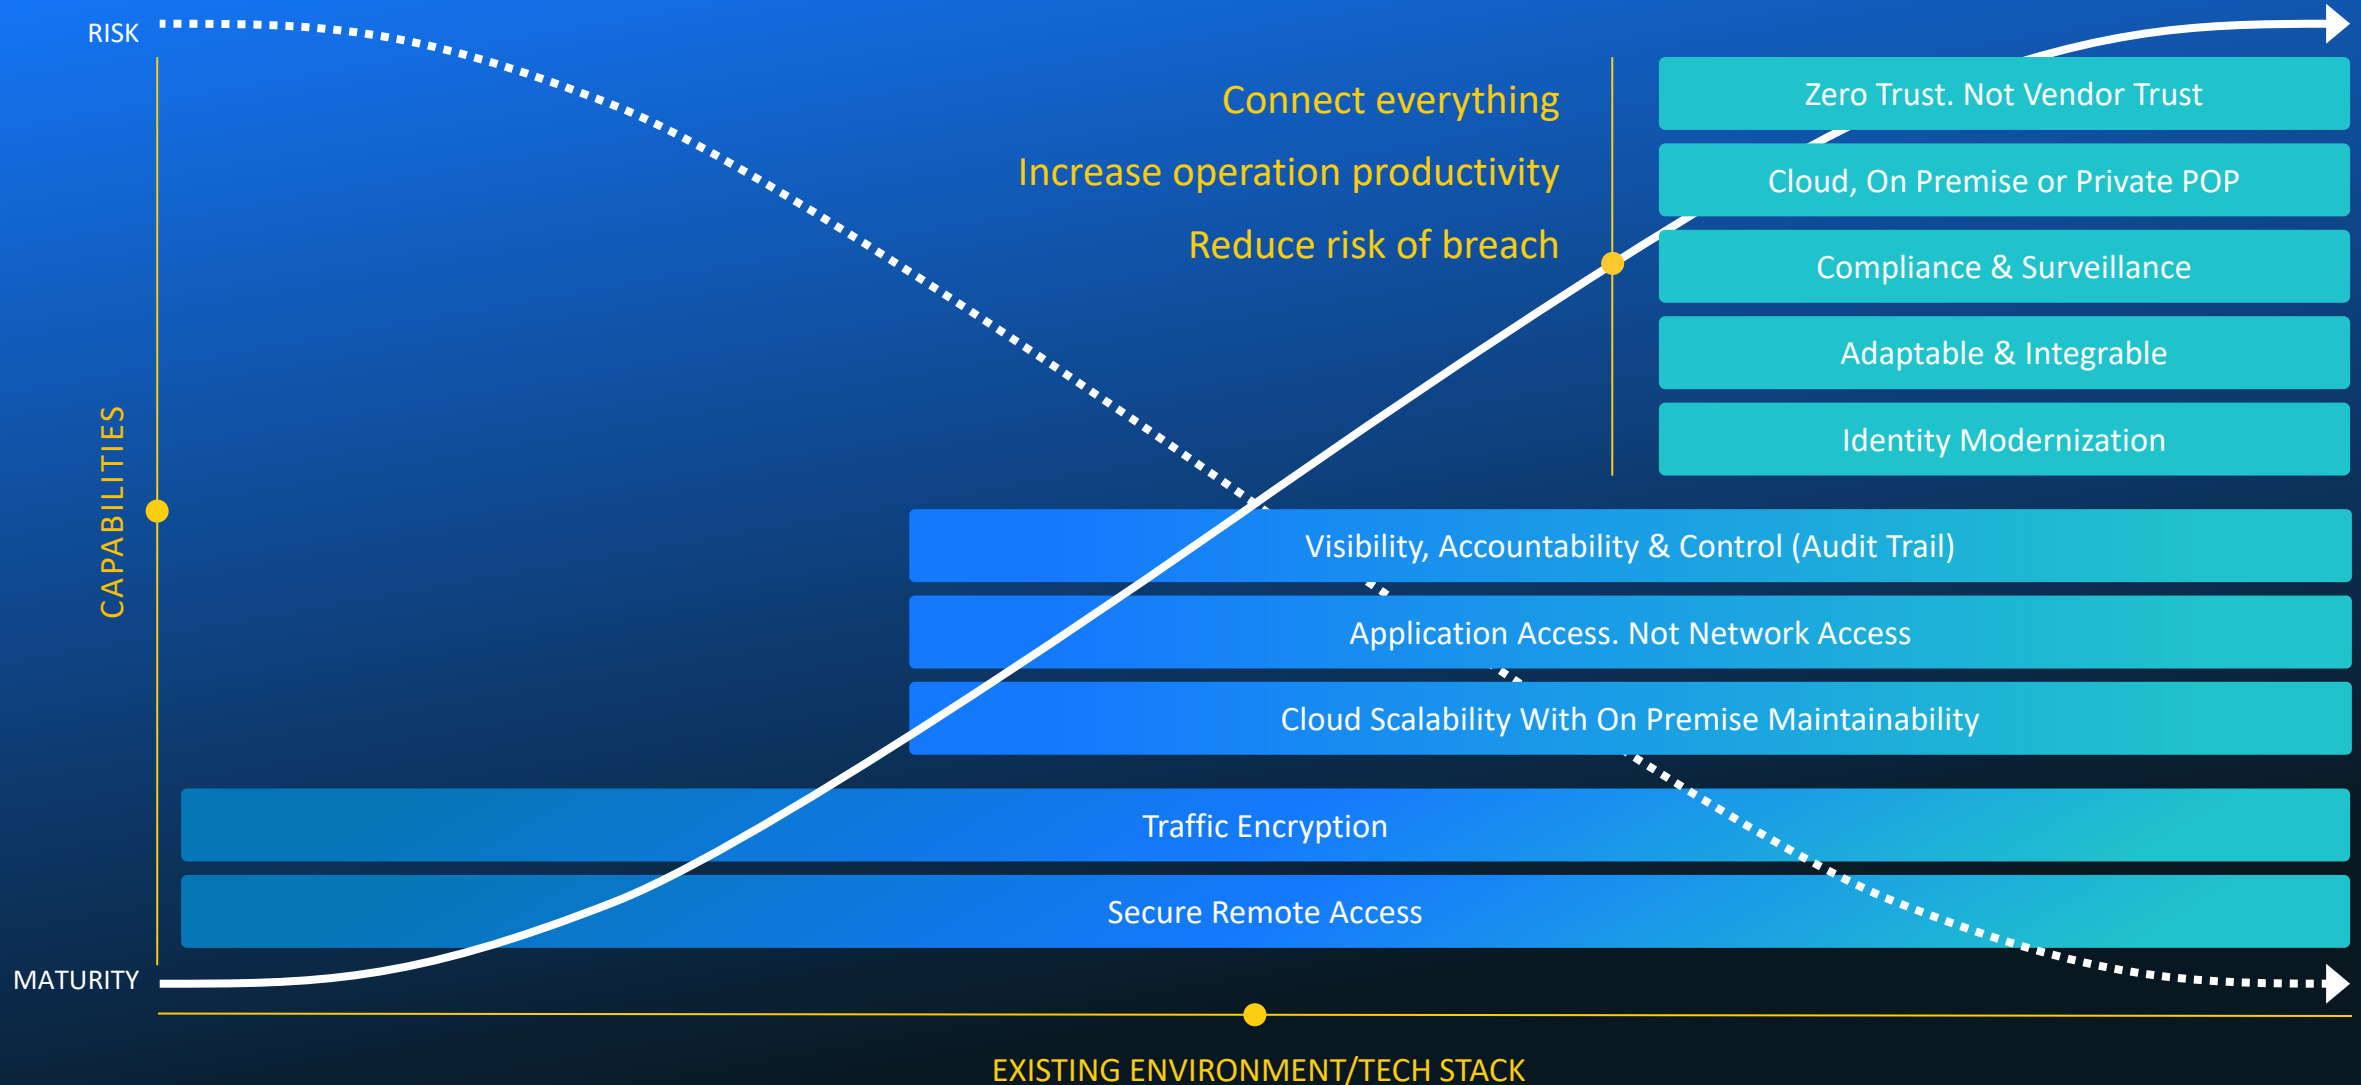 RISK
Connect everything
Increase operation productivity
Reduce risk of breach
Zero Trust. Not Vendor Trust
Cloud, On Premise or Private POP
Compliance & Surveillance
Adaptable & Integrable
Identity Modernization
CAPABILITIES
Visibility, Accountability & Control (Audit Trail)
Application Access. Not Network Access
Cloud Scalability With On Premise Maintainability
Traffic Encryption
Secure Remote Access
MATURITY
EXISTING ENVIRONMENT/TECH STACK